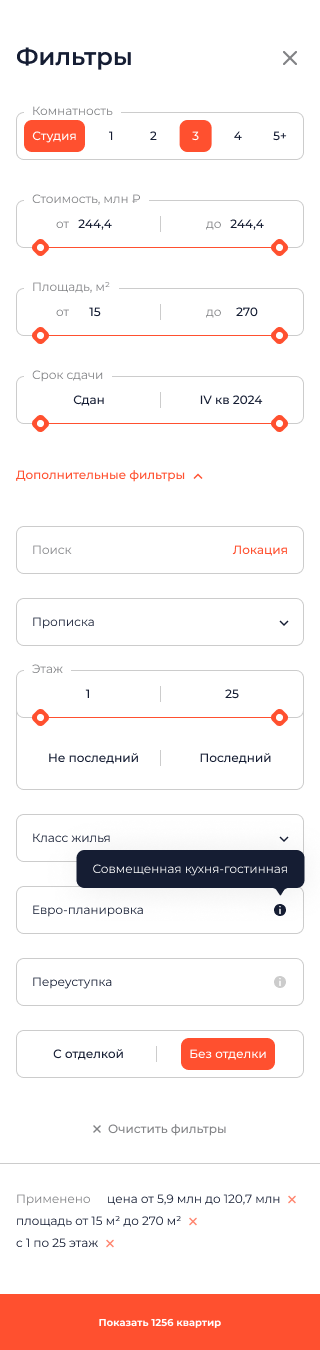 Фильтры
Комнатность
Студия 1 2 3 4 5+
Стоимость, млн ₽
от 244,4 до 244,4
Площадь, м²
от 15 до 270
Срок сдачи
Сдан IV кв 2024
Дополнительные фильтры
Поиск Локация
Прописка
Этаж
1 25
Не последний Последний
Класс жилья
Совмещенная кухня-гостинная
Евро-планировка
Переуступка
С отделкой Без отделки
Очистить фильтры
Применено цена от 5,9 млн до 120,7 млн
площадь от 15 м² до 270 м²
с 1 по 25 этаж
Показать 1256 квартир